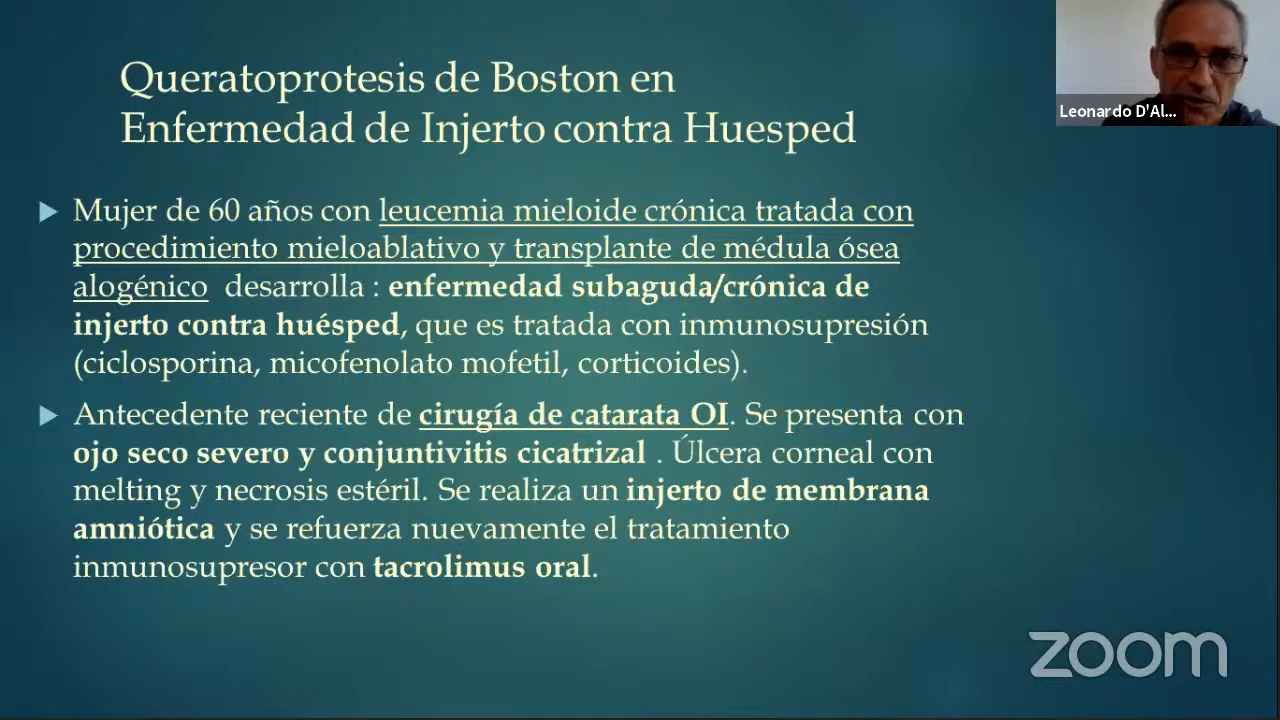 Queratoprotesis de Boston en
Enfermedad de Injerto contra Huesped
Leonardo D'Al...
Mujer de 60 años con leucemia mieloide crónica tratada con
procedimiento mieloablativo y transplante de médula ósea
alogénico desarrolla : enfermedad subaguda/crónica de
injerto contra huésped, que es tratada con inmunosupresión
(ciclosporina, micofenolato mofetil, corticoides).
Antecedente reciente de cirugía de catarata OI. Se presenta con
ojo seco severo y conjuntivitis cicatrizal . Úlcera corneal con
melting y necrosis estéril. Se realiza un injerto de membrana
amniótica y se refuerza nuevamente el tratamiento
inmunosupresor con tacrolimus oral.
zoom